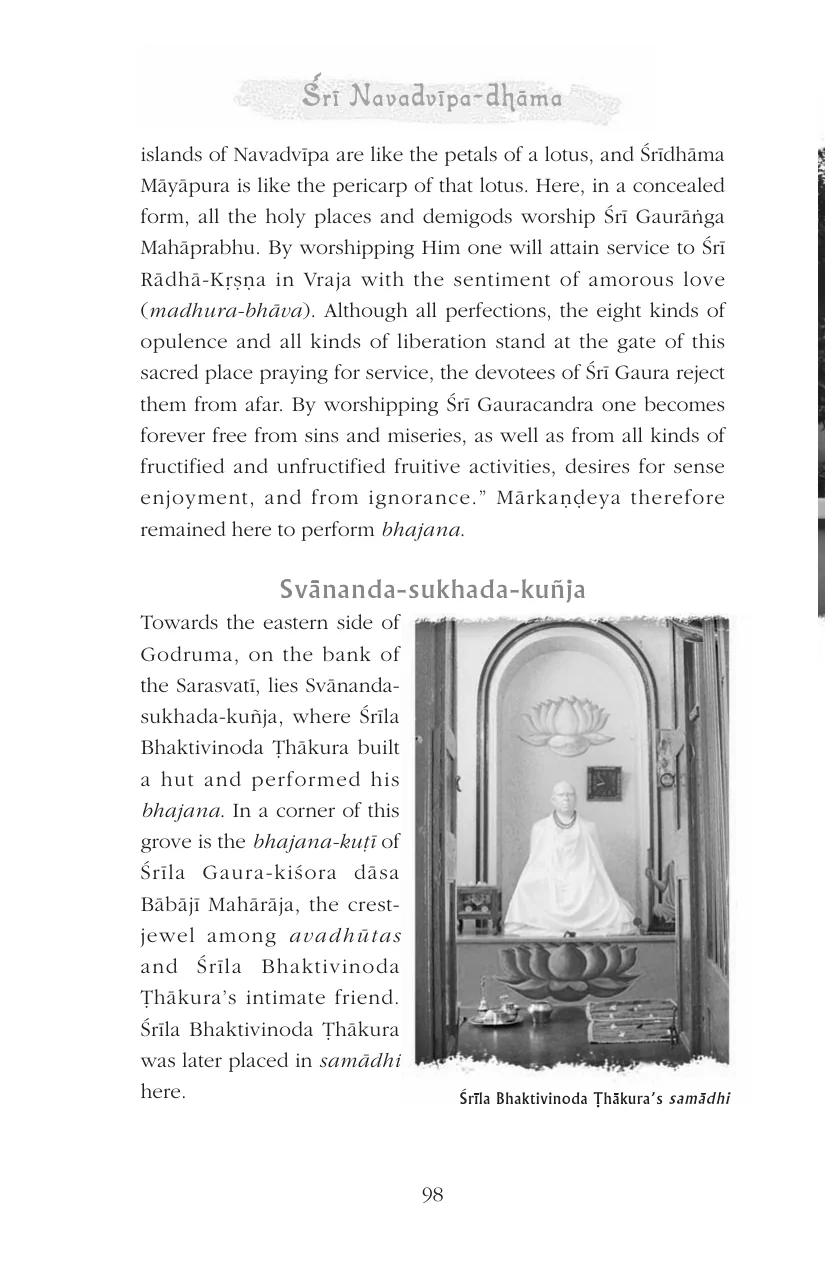 Śrī Navadvīpa-dhāma
islands of Navadvīpa are like the petals of a lotus, and Śrīdhāma
Māyāpura is like the pericarp of that lotus. Here, in a concealed
form, all the holy places and demigods worship Śrī Gaurāṅga
Mahāprabhu. By worshipping Him one will attain service to Śrī
Rādhā-Kṛṣṇa in Vraja with the sentiment of amorous love
(madhura-bhāva). Although all perfections, the eight kinds of
opulence and all kinds of liberation stand at the gate of this
sacred place praying for service, the devotees of Śrī Gaura reject
them from afar. By worshipping Śrī Gauracandra one becomes
forever free from sins and miseries, as well as from all kinds of
fructified and unfructified fruitive activities, desires for sense
enjoyment, and from ignorance.” Mārkaṇḍeya therefore
remained here to perform bhajana.
Svānanda-sukhada-kuñja
Towards the eastern side of
Godruma, on the bank of
the Sarasvatī, lies Svānanda-
sukhada-kuñja, where Śrīla
Bhaktivinoda Ṭhākura built
a hut and performed his
bhajana. In a corner of this
grove is the bhajana-kuṭī of
Śrīla Gaura-kiśora dāsa
Bābājī Mahārāja, the crest-
jewel among avadhūtas
and Śrīla Bhaktivinoda
Ṭhākura’s intimate friend.
Śrīla Bhaktivinoda Ṭhākura
was later placed in samādhi
here.
Śrīla Bhaktivinoda Ṭhākura’s samādhi
98